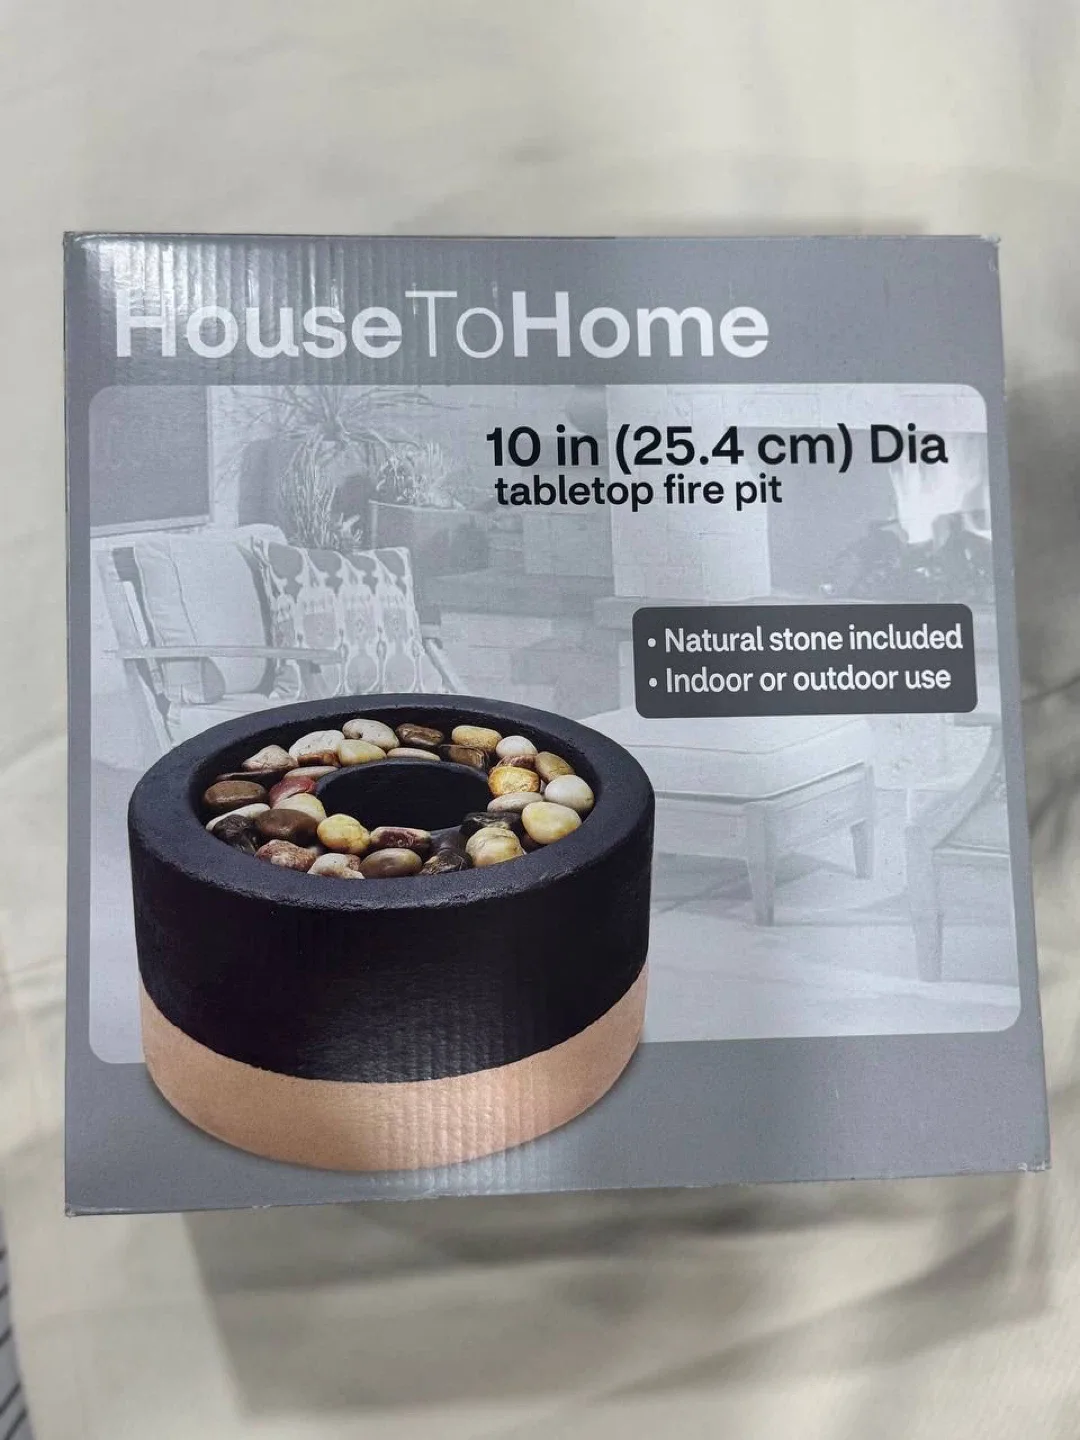 HouseToHome
10 in (25.4 cm) Dia
tabletop fire pit
• Natural stone included
• Indoor or outdoor use